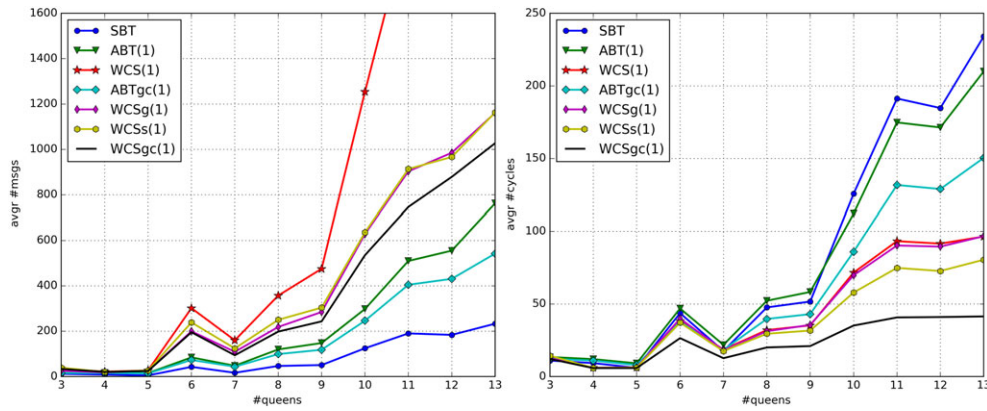 1600
1400
1200
1000
800
600
400
200
0
avgr #msgs
3 4 5 6 7 8 9 10 11 12 13
#queens
SBT
ABT(1)
WCS(1)
ABTgc(1)
WCSg(1)
WCSs(1)
WCSgc(1)
250
200
150
100
50
0
avgr #cycles
3 4 5 6 7 8 9 10 11 12 13
#queens
SBT
ABT(1)
WCS(1)
ABTgc(1)
WCSg(1)
WCSs(1)
WCSgc(1)